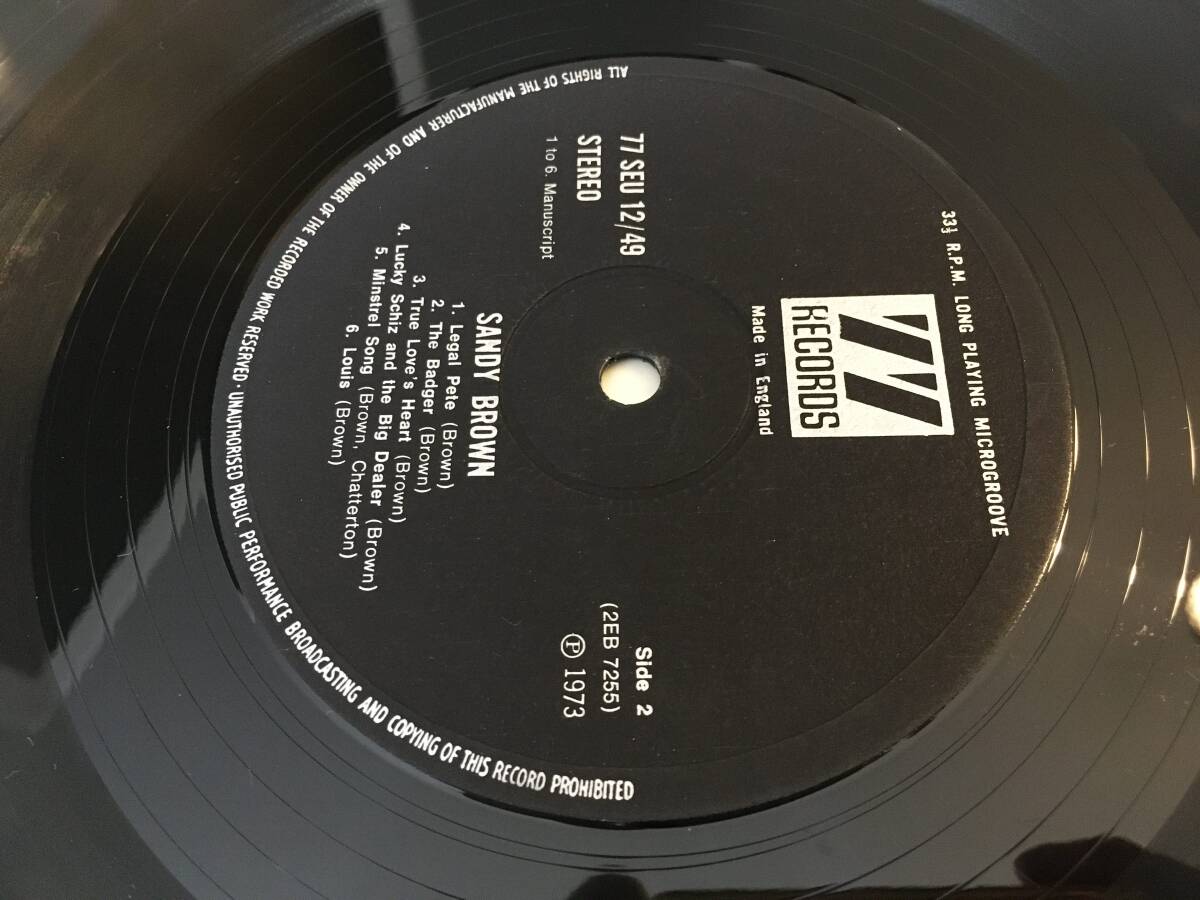 33⅓ R.P.M. LONG PLAYING MICROGROOVE
77
RECORDS
Made in England
77 SEU 12/49
STEREO
1 to 6. Manuscript
Side 2
(2EB 7255)
℗ 1973
SANDY BROWN
1. Legal Pete (Brown)
2. The Badger (Brown)
3. True Love's Heart (Brown)
4. Lucky Schiz and the Big Dealer (Brown)
5. Minstrel Song (Brown, Chatterton)
6. Louis (Brown)
ALL RIGHTS OF THE MANUFACTURER AND OF THE OWNER OF THE RECORDED WORK RESERVED · UNAUTHORISED PUBLIC PERFORMANCE BROADCASTING AND COPYING OF THIS RECORD PROHIBITED